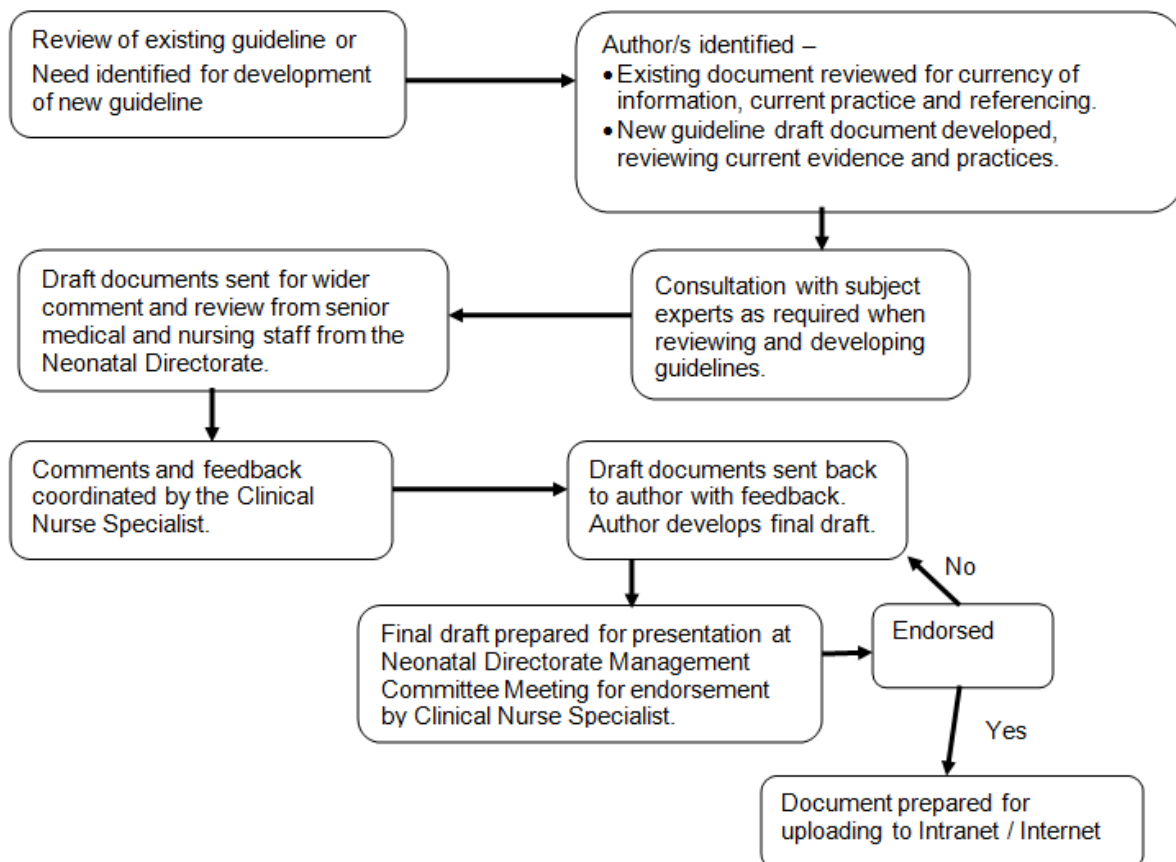 Review of existing guideline or
Need identified for development
of new guideline
Author/s identified –
•Existing document reviewed for currency of
information, current practice and referencing.
•New guideline draft document developed,
reviewing current evidence and practices.
Draft documents sent for wider
comment and review from senior
medical and nursing staff from the
Neonatal Directorate.
Consultation with subject
experts as required when
reviewing and developing
guidelines.
Comments and feedback
coordinated by the Clinical
Nurse Specialist.
Draft documents sent back
to author with feedback.
Author develops final draft.
No
Final draft prepared for presentation at
Neonatal Directorate Management
Committee Meeting for endorsement
by Clinical Nurse Specialist.
Endorsed
Yes
Document prepared for
uploading to Intranet / Internet